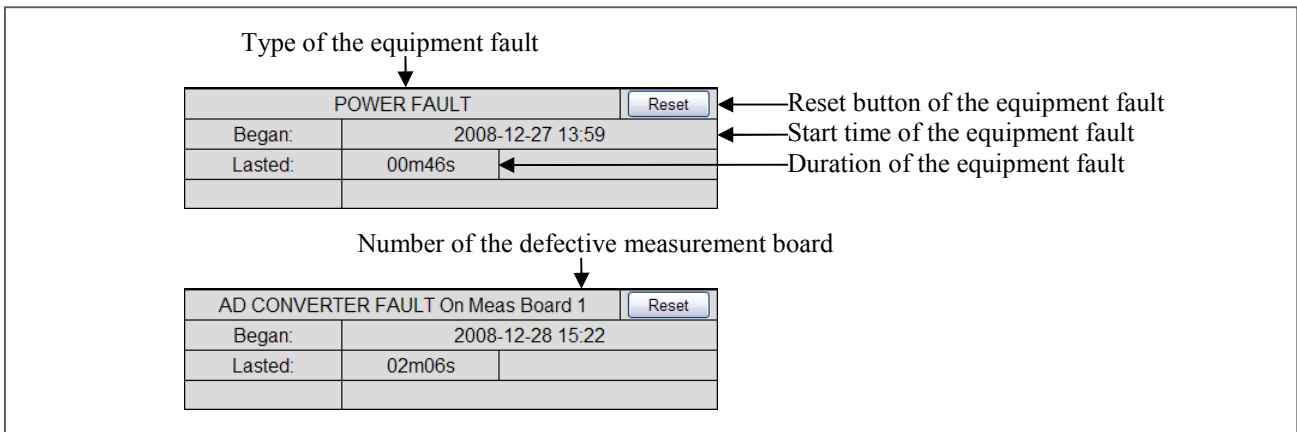 Type of the equipment fault
POWER FAULT Reset Reset button of the equipment fault
Began: 2008-12-27 13:59 Start time of the equipment fault
Lasted: 00m46s Duration of the equipment fault
Number of the defective measurement board
AD CONVERTER FAULT On Meas Board 1 Reset
Began: 2008-12-28 15:22
Lasted: 02m06s